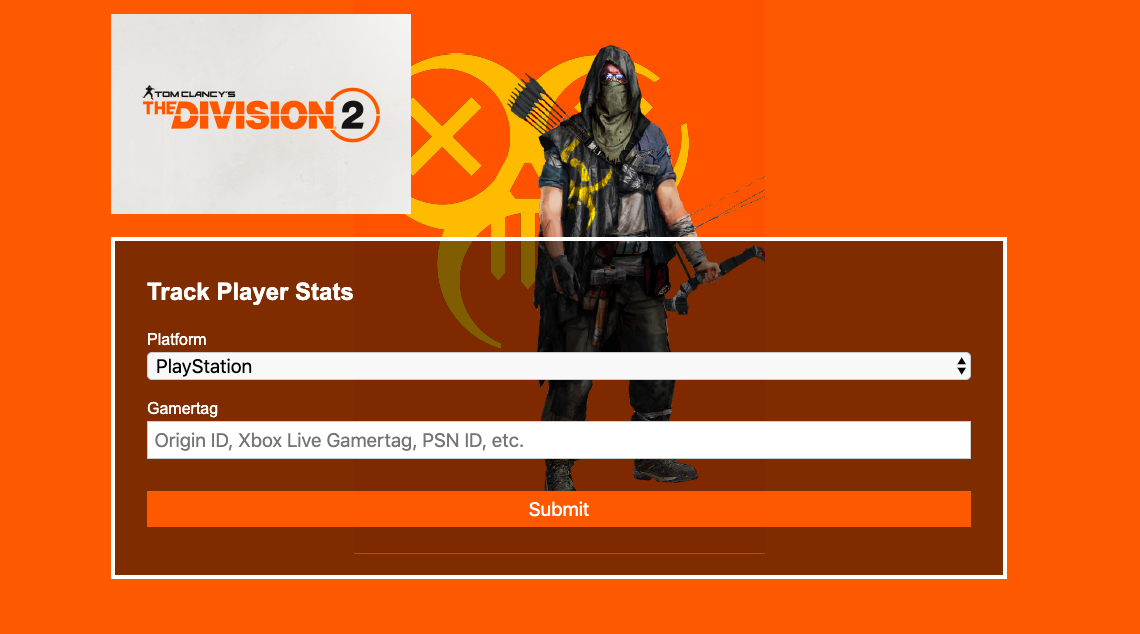 TOM CLANCY'S
THE DIVISION 2
Track Player Stats
Platform
PlayStation
Gamertag
Origin ID, Xbox Live Gamertag, PSN ID, etc.
Submit